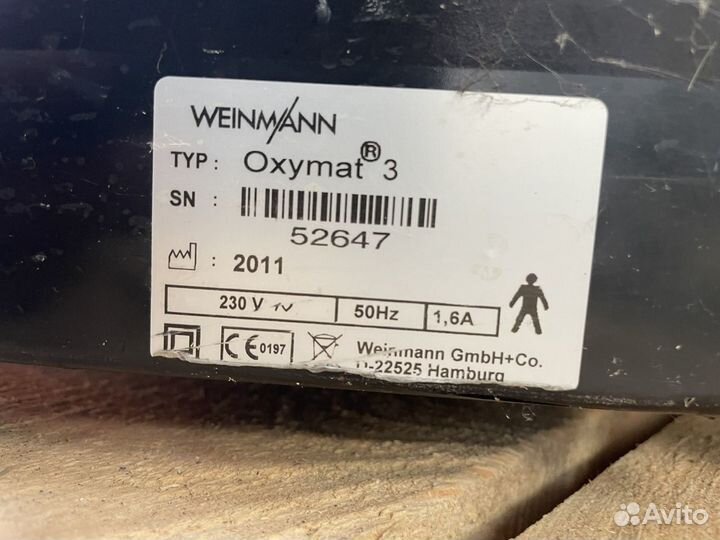 WEINMANN
TYP : Oxymat® 3
SN :
52647
: 2011
230 V 50Hz 1,6A
CE 0197 Weinmann GmbH+Co.
D-22525 Hamburg
Avito